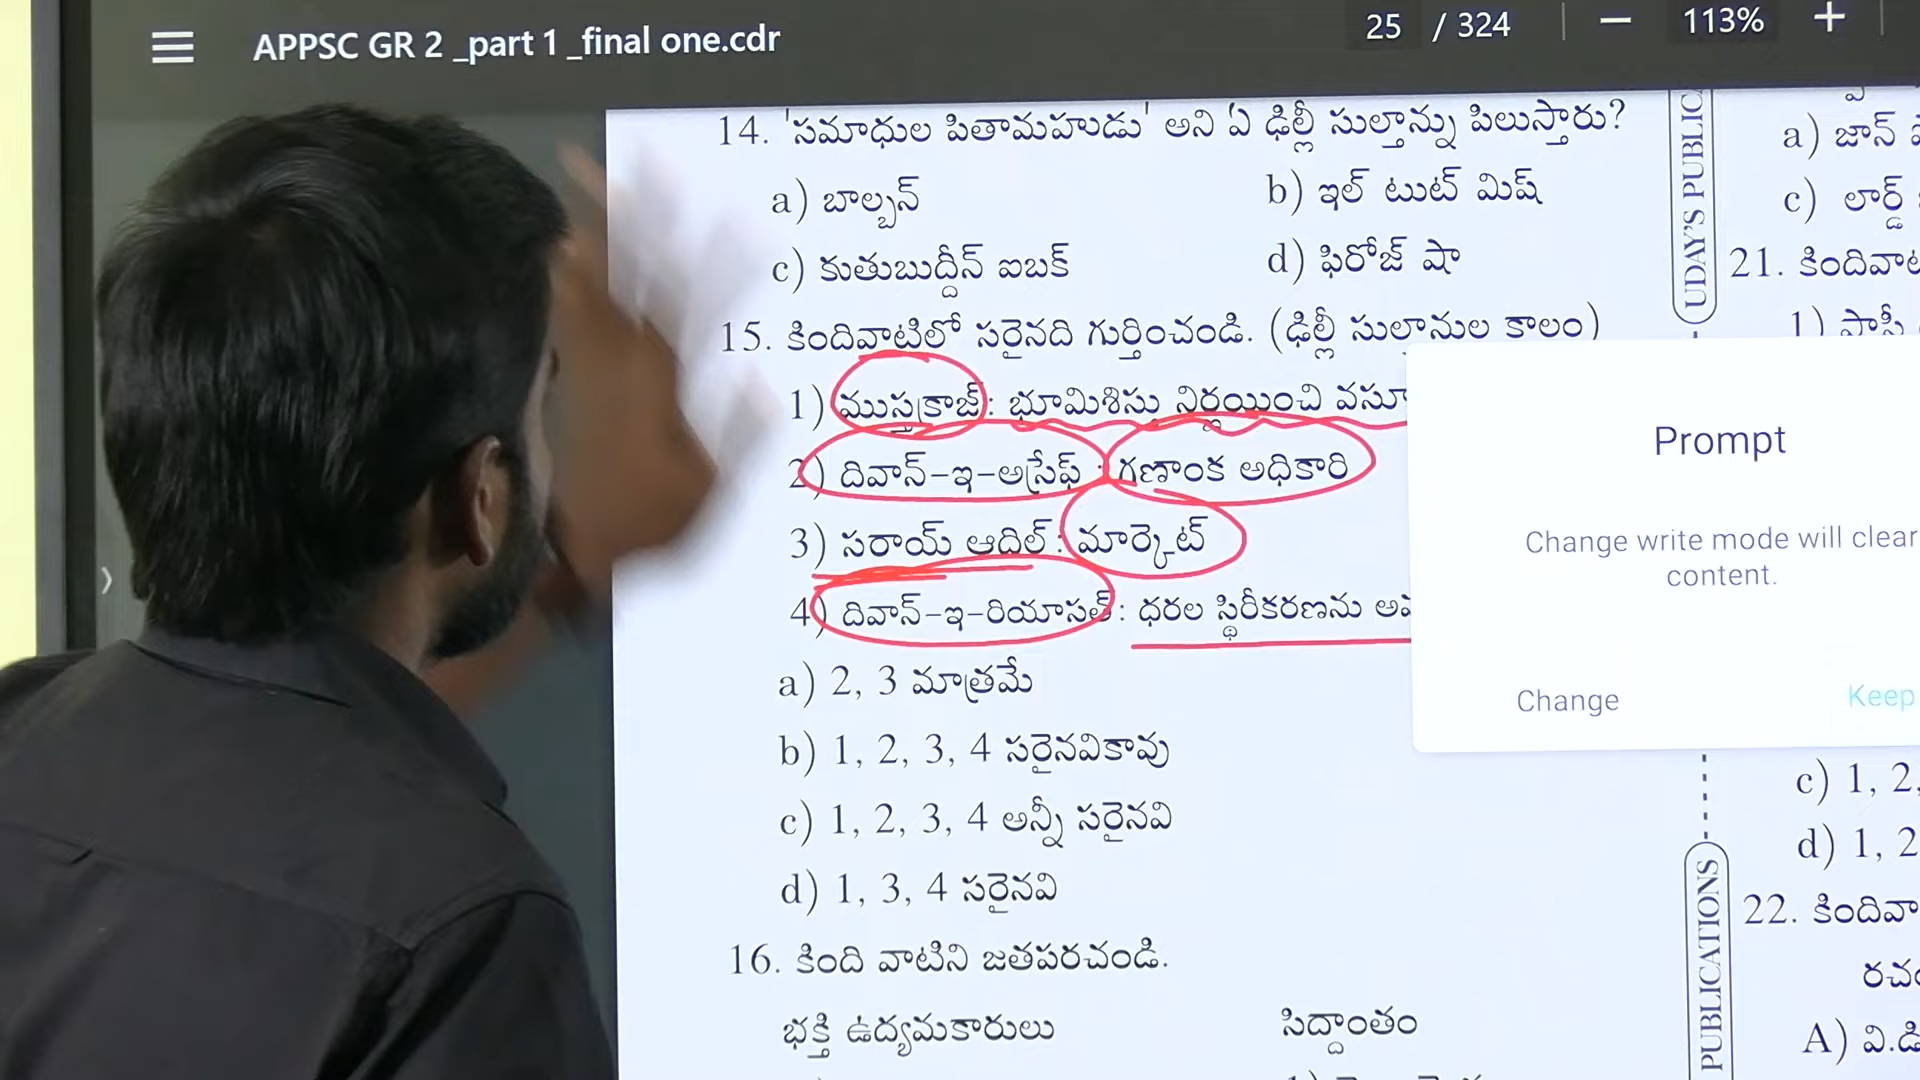 APPSC GR 2 _part 1 _final one.cdr
25 / 324
113%
14. 'సమాధుల పితామహుడు' అని ఏ ఢిల్లీ సుల్తాన్ను పిలుస్తారు?
a) బాల్బన్
b) ఇల్ టుట్ మిష్
c) కుతుబుద్దీన్ ఐబక్
d) ఫిరోజ్ షా
15. కిందివాటిలో సరైనది గుర్తించండి. (ఢిల్లీ సుల్తానుల కాలం)
1) ముస్తక్రాజ్: భూమిశిస్తు నిర్ణయించి
2) దివాన్-ఇ-అస్రేఫ్ : గణాంక అధికారి
3) సరాయ్ ఆదిల్: మార్కెట్
4) దివాన్-ఇ-రియాసత్: ధరల స్థిరీకరణను
a) 2, 3 మాత్రమే
b) 1, 2, 3, 4 సరైనవికావు
c) 1, 2, 3, 4 అన్నీ సరైనవి
d) 1, 3, 4 సరైనవి
16. కింది వాటిని జతపరచండి.
భక్తి ఉద్యమకారులు
సిద్ధాంతం
UDAY'S PUBLIC
PUBLICATIONS
a) జాన్
c) లార్డ్
21.
1)
Prompt
Change write mode will clear
content.
Change
Keep
c) 1, 2,
d) 1, 2
22.
A) వి.డి